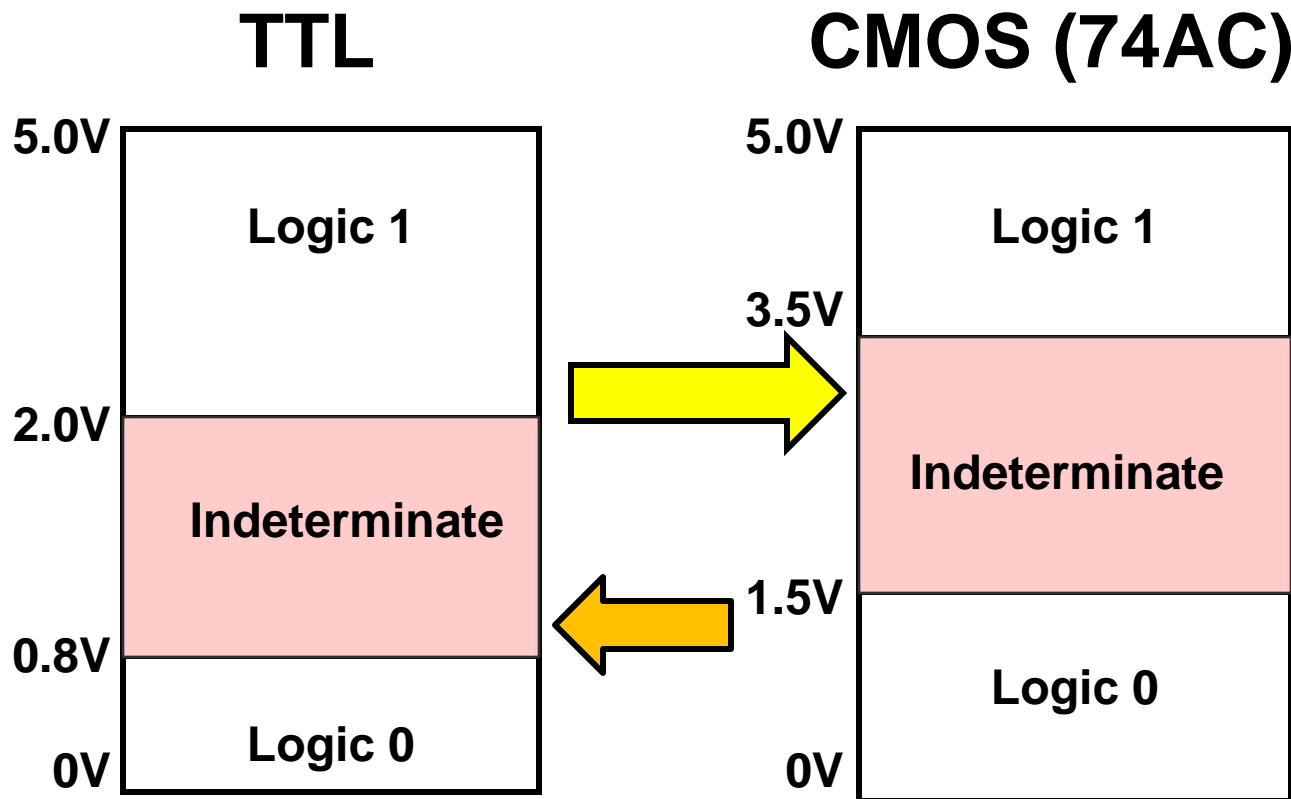 TTL
5.0V
Logic 1
2.0V
Indeterminate
0.8V
Logic 0
0V
CMOS (74AC)
5.0V
Logic 1
3.5V
Indeterminate
1.5V
Logic 0
0V